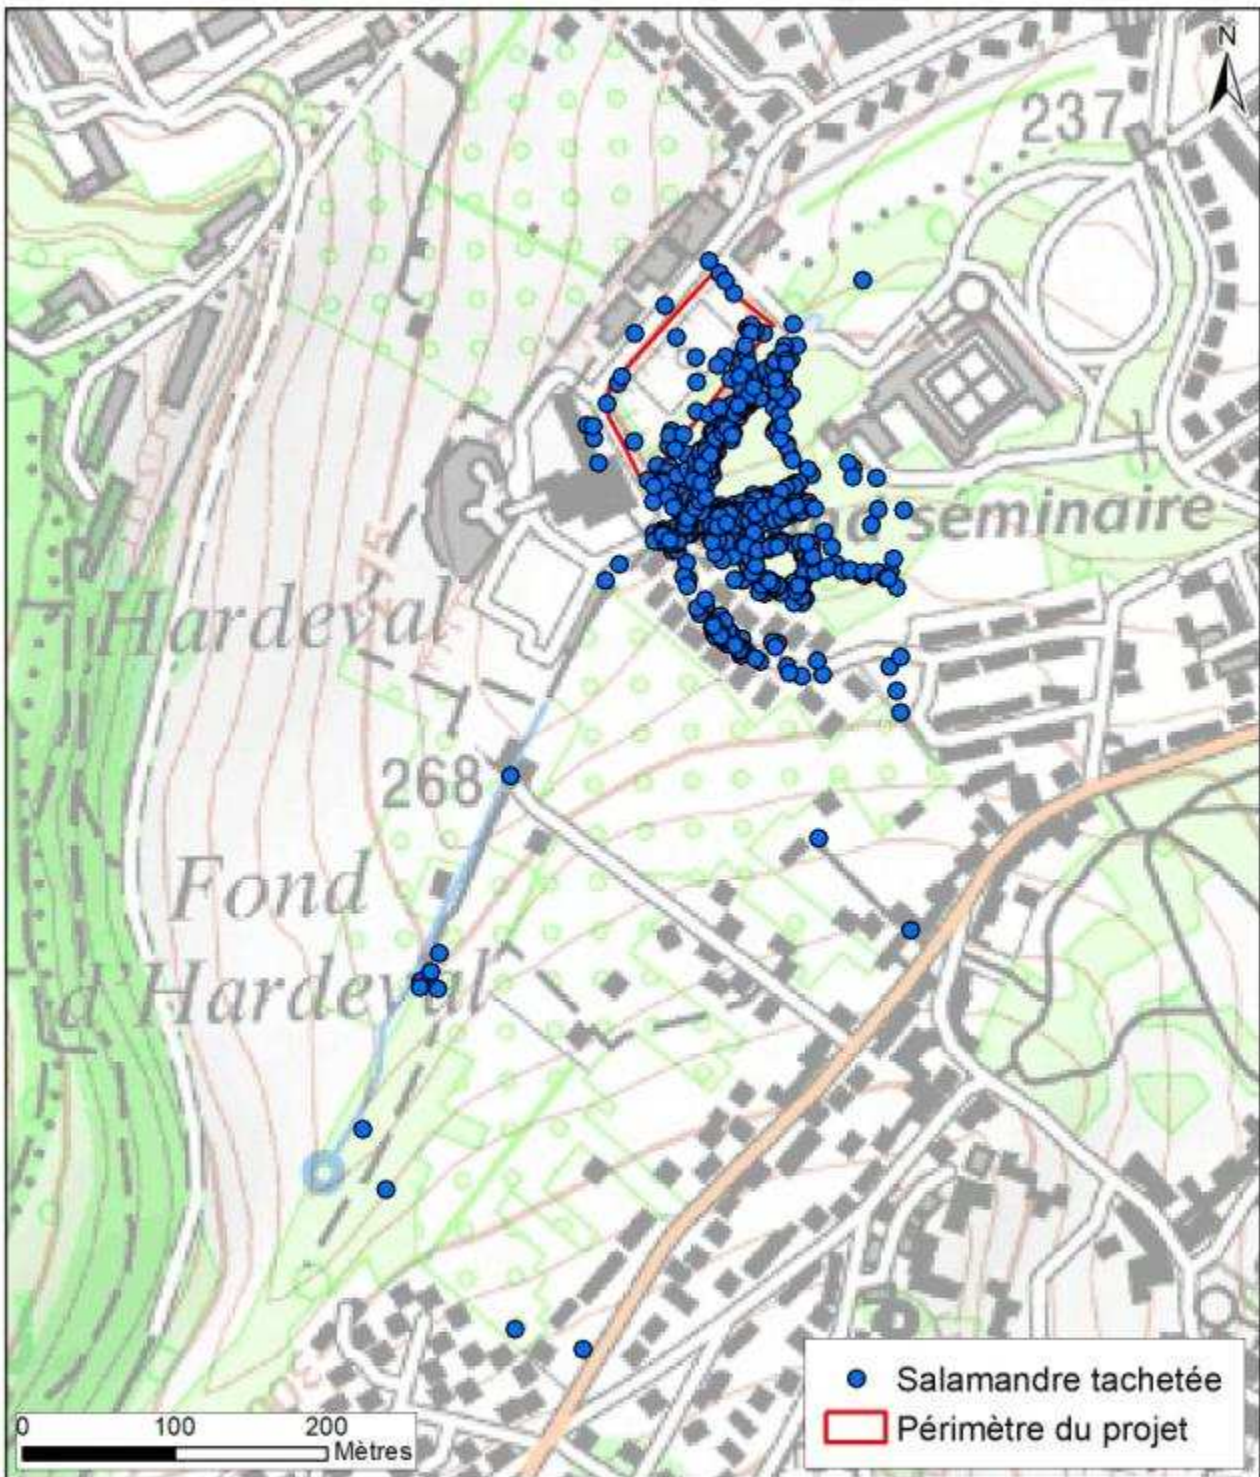 N
237
séminaire
Hardeval
268
Fond
d'Hardeval
Salamandre tachetée
Périmètre du projet
0 100 200
Mètres